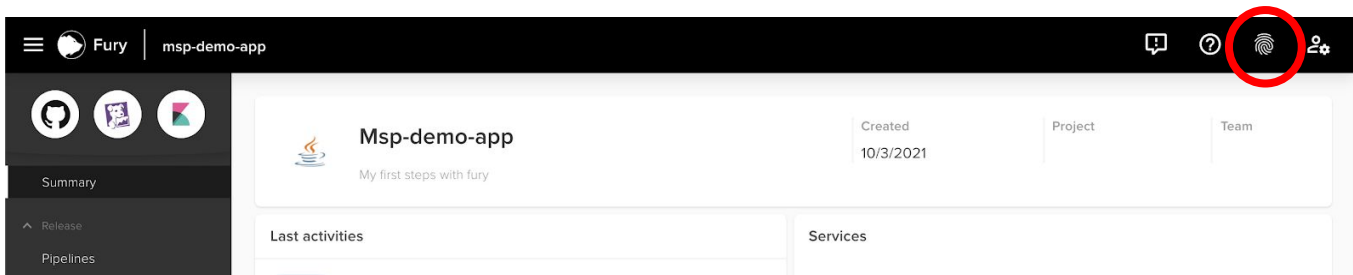 Fury
msp-demo-app
Msp-demo-app
My first steps with fury
Created
10/3/2021
Project
Team
Summary
Release
Pipelines
Last activities
Services